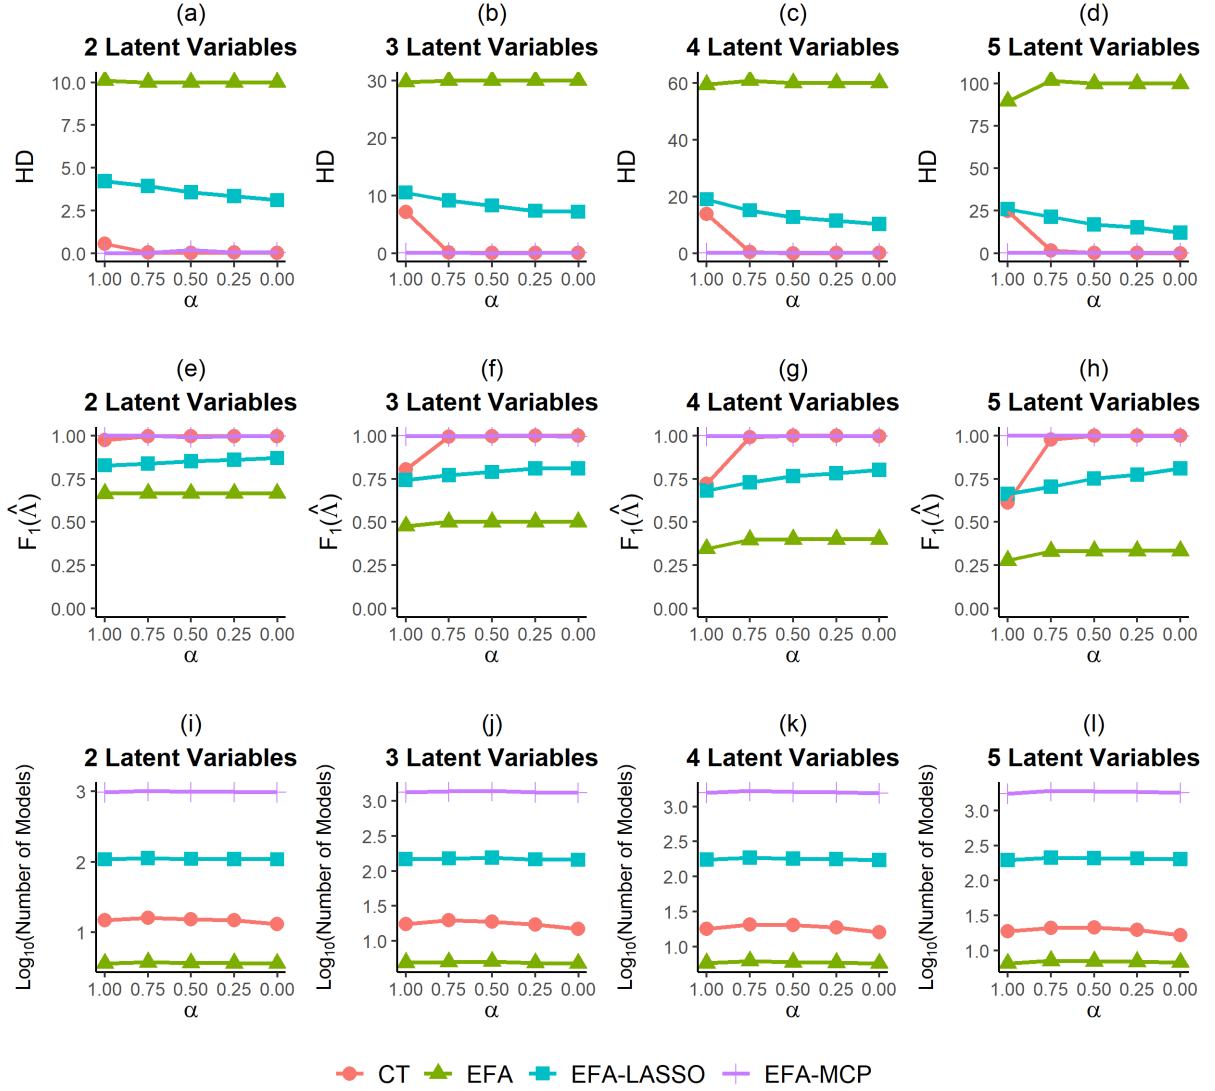 (a) (b) (c) (d)
2 Latent Variables 3 Latent Variables 4 Latent Variables 5 Latent Variables
10.0 30 60 100
7.5 20 40 75
5.0 10 20 50
2.5 0 0 25
0.0 0
HD HD HD HD
1.00 0.75 0.50 0.25 0.00 1.00 0.75 0.50 0.25 0.00 1.00 0.75 0.50 0.25 0.00 1.00 0.75 0.50 0.25 0.00
α α α α
(e) (f) (g) (h)
2 Latent Variables 3 Latent Variables 4 Latent Variables 5 Latent Variables
1.00 1.00 1.00 1.00
0.75 0.75 0.75 0.75
0.50 0.50 0.50 0.50
0.25 0.25 0.25 0.25
0.00 0.00 0.00 0.00
F₁(Λ̂) F₁(Λ̂) F₁(Λ̂) F₁(Λ̂)
1.00 0.75 0.50 0.25 0.00 1.00 0.75 0.50 0.25 0.00 1.00 0.75 0.50 0.25 0.00 1.00 0.75 0.50 0.25 0.00
α α α α
(i) (j) (k) (l)
2 Latent Variables 3 Latent Variables 4 Latent Variables 5 Latent Variables
3 3.0 3.0 3.0
2 2.5 2.5 2.5
1 2.0 2.0 2.0
1.5 1.5 1.5
1.0 1.0 1.0
Log₁₀(Number of Models) Log₁₀(Number of Models) Log₁₀(Number of Models) Log₁₀(Number of Models)
1.00 0.75 0.50 0.25 0.00 1.00 0.75 0.50 0.25 0.00 1.00 0.75 0.50 0.25 0.00 1.00 0.75 0.50 0.25 0.00
α α α α
CT EFA EFA-LASSO EFA-MCP